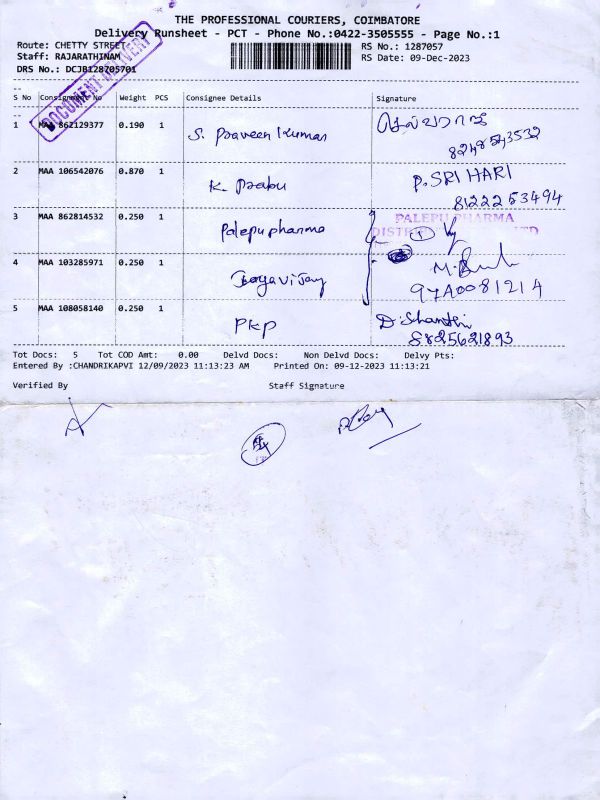 THE PROFESSIONAL COURIERS, COIMBATORE
Delivery Runsheet - PCT - Phone No.:0422-3505555 - Page No.:1
Route: CHETTY STREET RS No.: 1287057
Staff: RAJARATHINAM RS Date: 09-Dec-2023
DRS No.: DCJB128705701
DOCUMENT DELIVERY
S No Consignment No Weight PCS Consignee Details Signature
1 MAA 862129377 0.190 1 S. Praveen Kumar செல்வராஜ்
8248543532
2 MAA 106542076 0.870 1 K. Prabu P. SRI HARI
8122253494
3 MAA 862814532 0.250 1 Palepu pharma PALEPU PHARMA
4 MAA 103285971 0.250 1
5 MAA 108058140 0.250 1 PKP D. Shanthi
8825621893
Tot Docs: 5 Tot COD Amt: 0.00 Delvd Docs: Non Delvd Docs: Delvy Pts:
Entered By :CHANDRIKAPVI 12/09/2023 11:13:23 AM Printed On: 09-12-2023 11:13:21
Verified By Staff Signature